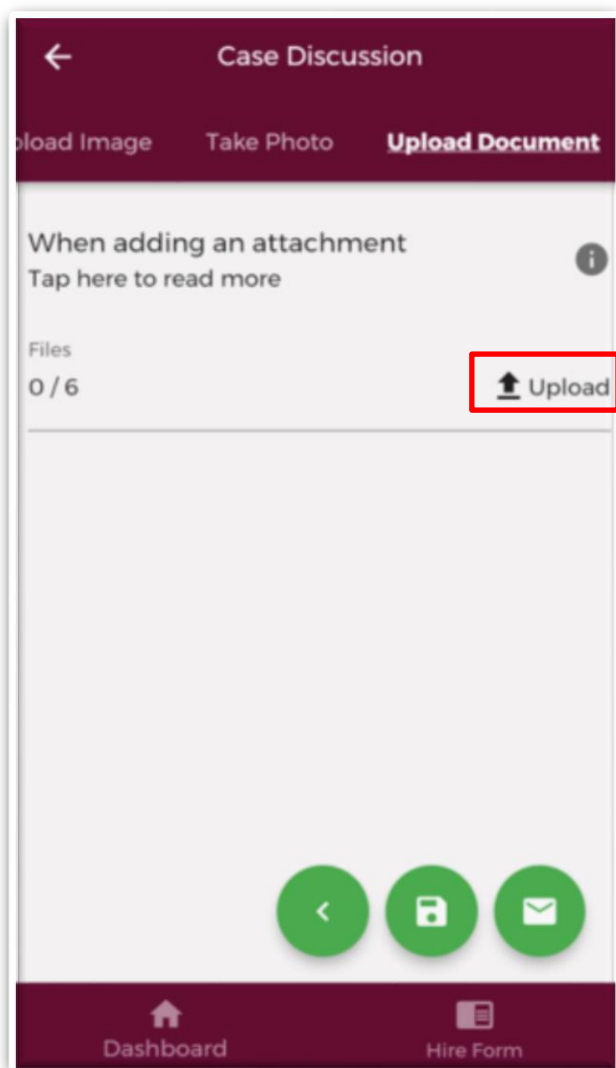 Case Discussion
pload Image Take Photo Upload Document
When adding an attachment
Tap here to read more
Files
0 / 6
Upload
Dashboard
Hire Form